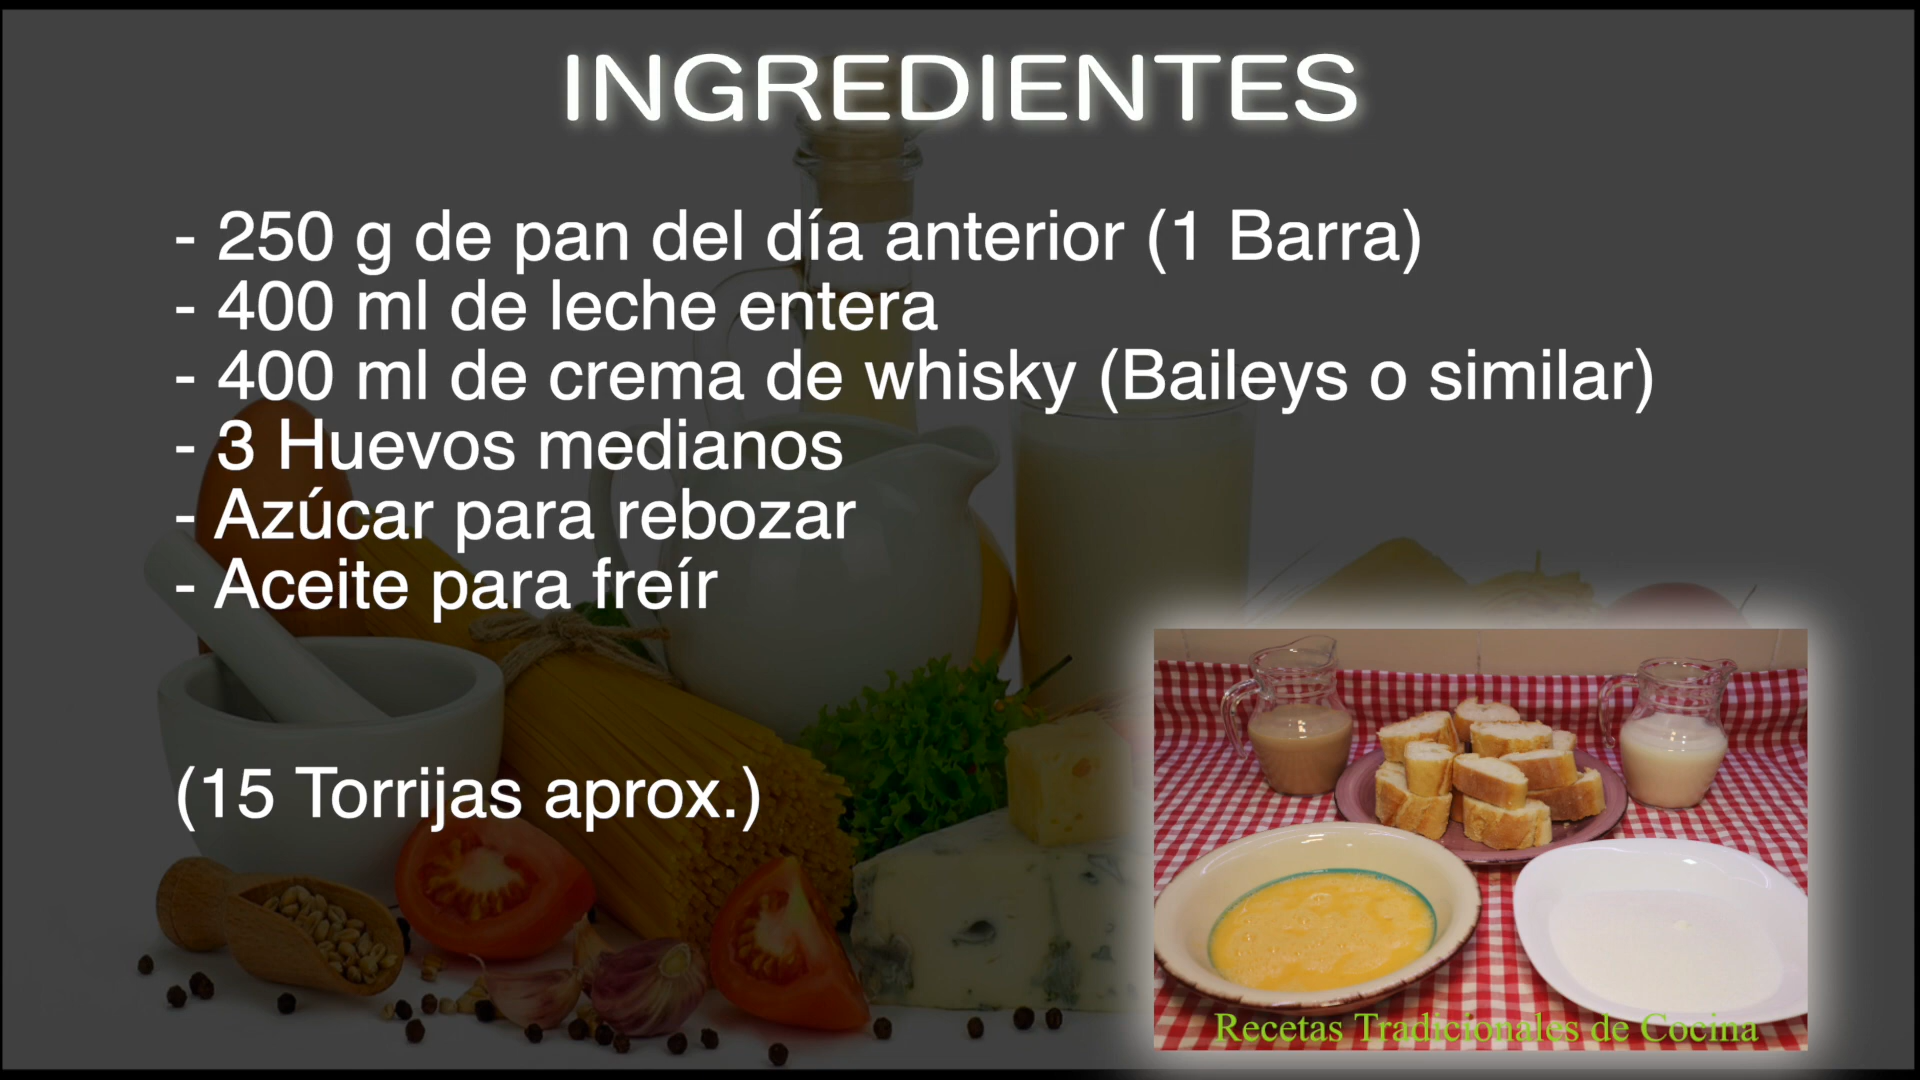 INGREDIENTES
- 250 g de pan del día anterior (1 Barra)
- 400 ml de leche entera
- 400 ml de crema de whisky (Baileys o similar)
- 3 Huevos medianos
- Azúcar para rebozar
- Aceite para freír
(15 Torrijas aprox.)
Recetas Tradicionales de Cocina